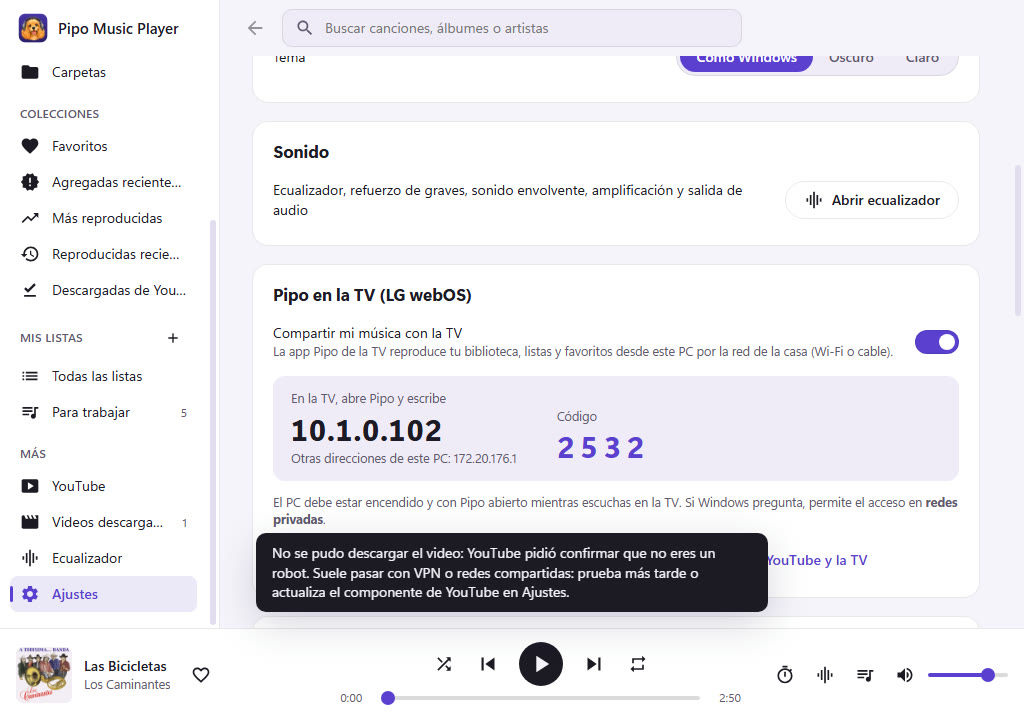 Pipo Music Player
Buscar canciones, álbumes o artistas
Carpetas
COLECCIONES
Favoritos
Agregadas reciente...
Más reproducidas
Reproducidas recie...
Descargadas de You...
MIS LISTAS
Todas las listas
Para trabajar 5
MÁS
YouTube
Videos descarga... 1
Ecualizador
Ajustes
Tema
Como Windows
Oscuro
Claro
Sonido
Ecualizador, refuerzo de graves, sonido envolvente, amplificación y salida de
audio
Abrir ecualizador
Pipo en la TV (LG webOS)
Compartir mi música con la TV
La app Pipo de la TV reproduce tu biblioteca, listas y favoritos desde este PC por la red de la casa (Wi-Fi o cable).
En la TV, abre Pipo y escribe
10.1.0.102
Otras direcciones de este PC: 172.20.176.1
Código
2532
El PC debe estar encendido y con Pipo abierto mientras escuchas en la TV. Si Windows pregunta, permite el acceso en redes
privadas.
YouTube y la TV
No se pudo descargar el video: YouTube pidió confirmar que no eres un
robot. Suele pasar con VPN o redes compartidas: prueba más tarde o
actualiza el componente de YouTube en Ajustes.
Las Bicicletas
Los Caminantes
0:00
2:50